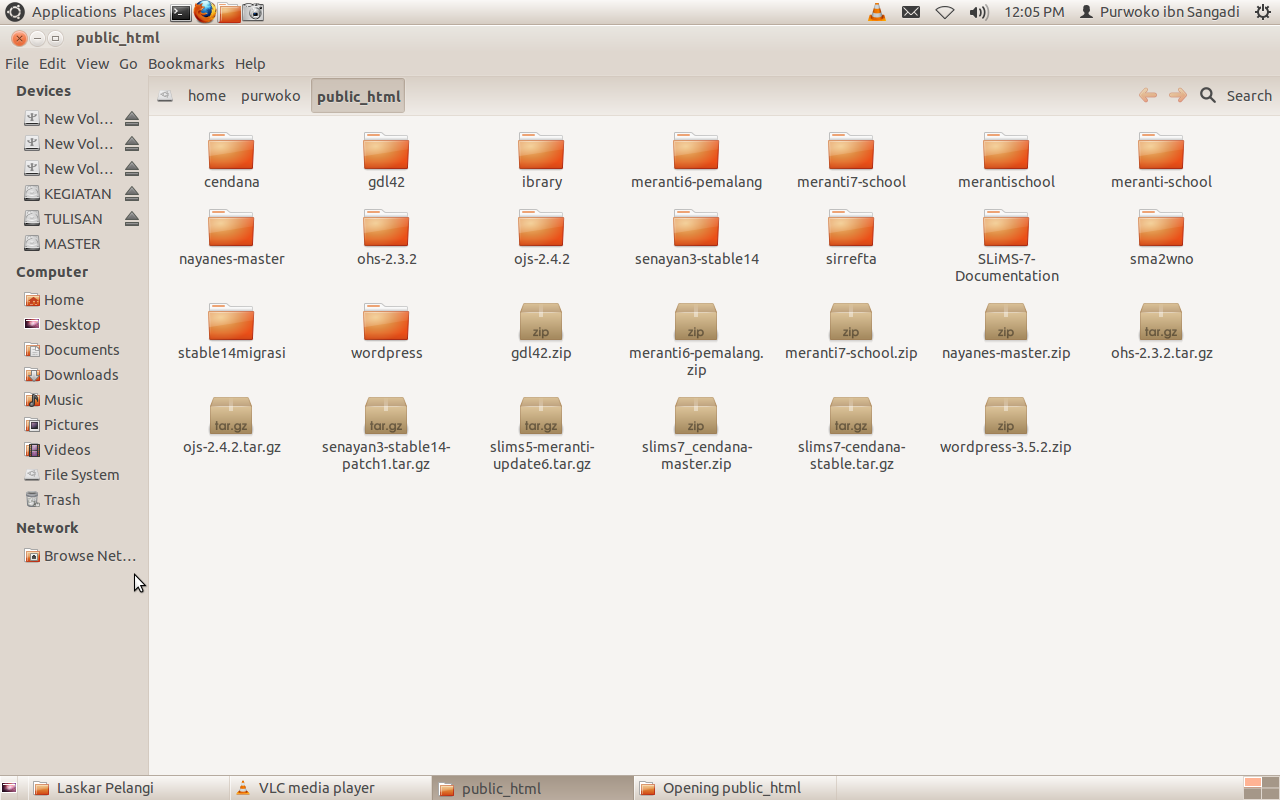 Applications Places 12:05 PM Purwoko ibn Sangadi
public_html
File Edit View Go Bookmarks Help
Devices
New Vol...
New Vol...
New Vol...
KEGIATAN
TULISAN
MASTER
Computer
Home
Desktop
Documents
Downloads
Music
Pictures
Videos
File System
Trash
Network
Browse Net...
home purwoko public_html Search
cendana gdl42 ibrary meranti6-pemalang meranti7-school merantischool meranti-school
nayanes-master ohs-2.3.2 ojs-2.4.2 senayan3-stable14 sirrefta SLiMS-7-
Documentation sma2wno
zip zip zip zip tar.gz
stable14migrasi wordpress gdl42.zip meranti6-pemalang.
zip meranti7-school.zip nayanes-master.zip ohs-2.3.2.tar.gz
tar.gz tar.gz tar.gz zip tar.gz zip
ojs-2.4.2.tar.gz senayan3-stable14-
patch1.tar.gz slims5-meranti-
update6.tar.gz slims7_cendana-
master.zip slims7-cendana-
stable.tar.gz wordpress-3.5.2.zip
Laskar Pelangi VLC media player public_html Opening public_html